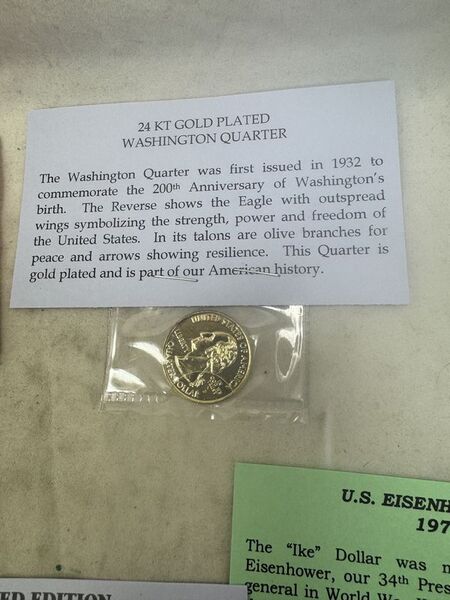 24 KT GOLD PLATED
WASHINGTON QUARTER
The Washington Quarter was first issued in 1932 to
commemorate the 200th Anniversary of Washington's
birth. The Reverse shows the Eagle with outspread
wings symbolizing the strength, power and freedom of
the United States. In its talons are olive branches for
peace and arrows showing resilience. This Quarter is
gold plated and is part of our American history.
UNITED STATES OF AMERICA
LIBERTY
QUARTER DOLLAR
U.S. EISENH
197
The "Ike" Dollar was m
Eisenhower, our 34th Pres
general in World War
ED EDITION